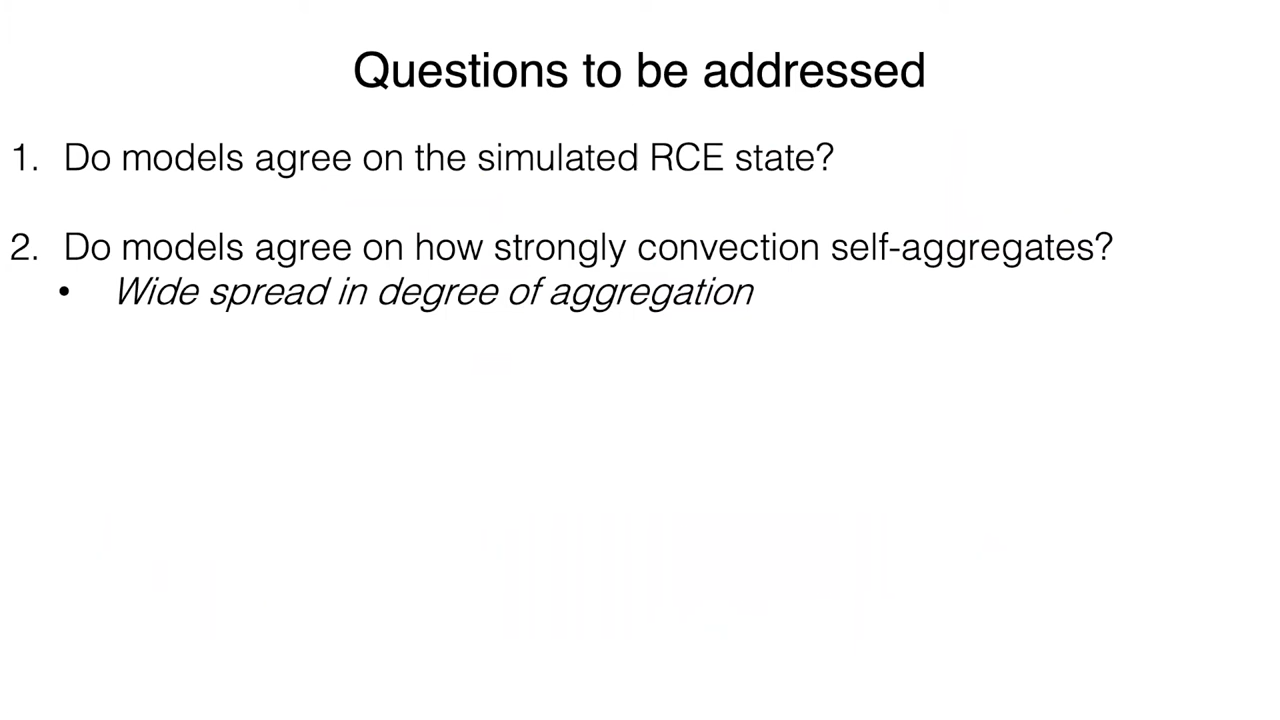 Questions to be addressed
1. Do models agree on the simulated RCE state?
2. Do models agree on how strongly convection self-aggregates?
• Wide spread in degree of aggregation